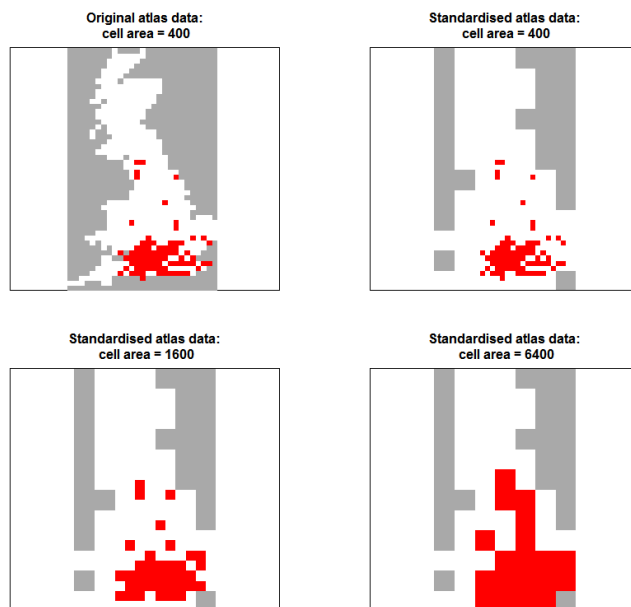 Original atlas data:
cell area = 400
Standardised atlas data:
cell area = 400
Standardised atlas data:
cell area = 1600
Standardised atlas data:
cell area = 6400